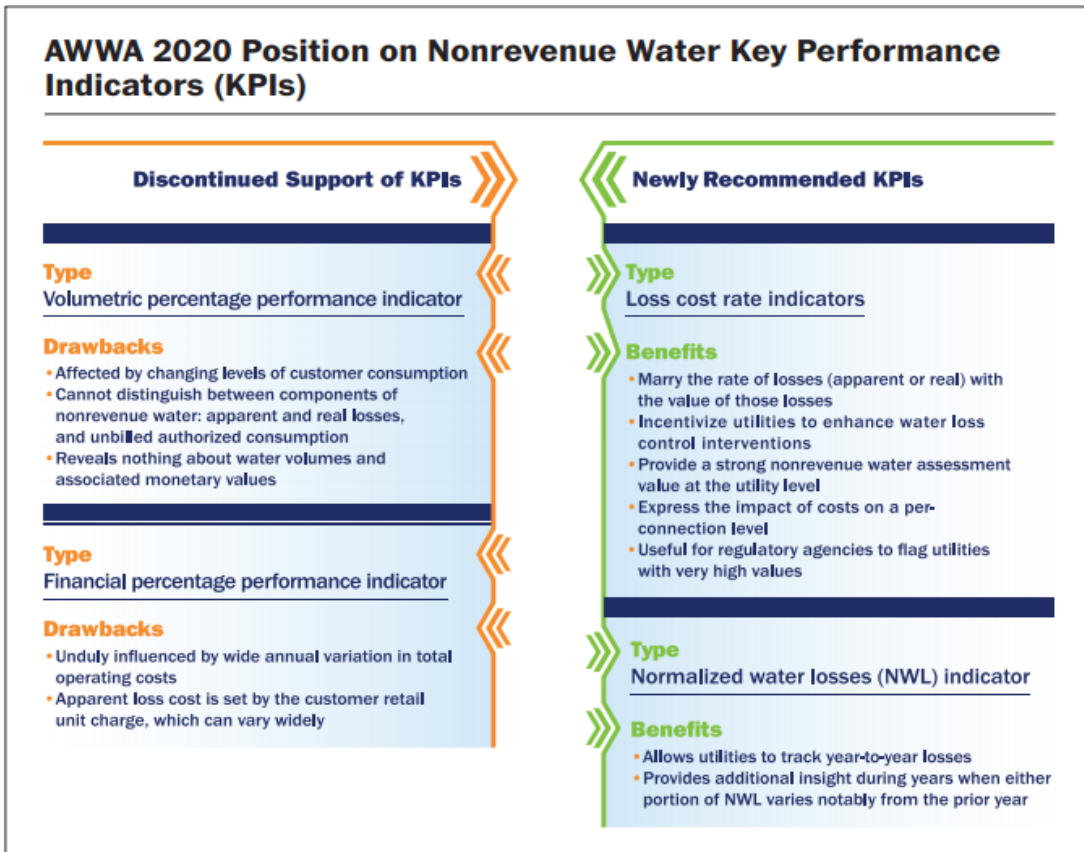 AWWA 2020 Position on Nonrevenue Water Key Performance
Indicators (KPIs)
Discontinued Support of KPIs
Type
Volumetric percentage performance indicator
Drawbacks
• Affected by changing levels of customer consumption
• Cannot distinguish between components of
nonrevenue water: apparent and real losses,
and unbilled authorized consumption
• Reveals nothing about water volumes and
associated monetary values
Type
Financial percentage performance indicator
Drawbacks
• Unduly influenced by wide annual variation in total
operating costs
• Apparent loss cost is set by the customer retail
unit charge, which can vary widely
Newly Recommended KPIs
Type
Loss cost rate indicators
Benefits
• Marry the rate of losses (apparent or real) with
the value of those losses
• Incentivize utilities to enhance water loss
control interventions
• Provide a strong nonrevenue water assessment
value at the utility level
• Express the impact of costs on a per-
connection level
• Useful for regulatory agencies to flag utilities
with very high values
Type
Normalized water losses (NWL) indicator
Benefits
• Allows utilities to track year-to-year losses
• Provides additional insight during years when either
portion of NWL varies notably from the prior year